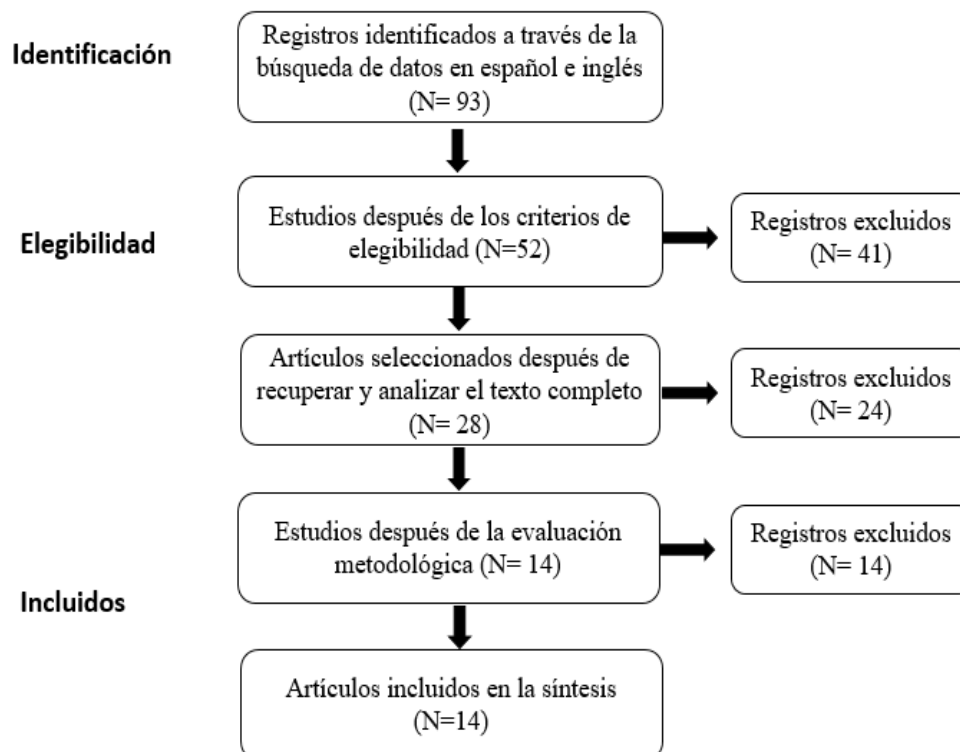 Identificación
Registros identificados a través de la
búsqueda de datos en español e inglés
(N= 93)
Elegibilidad
Estudios después de los criterios de
elegibilidad (N=52)
Registros excluidos
(N= 41)
Artículos seleccionados después de
recuperar y analizar el texto completo
(N= 28)
Registros excluidos
(N= 24)
Estudios después de la evaluación
metodológica (N= 14)
Registros excluidos
(N= 14)
Incluidos
Artículos incluidos en la síntesis
(N=14)